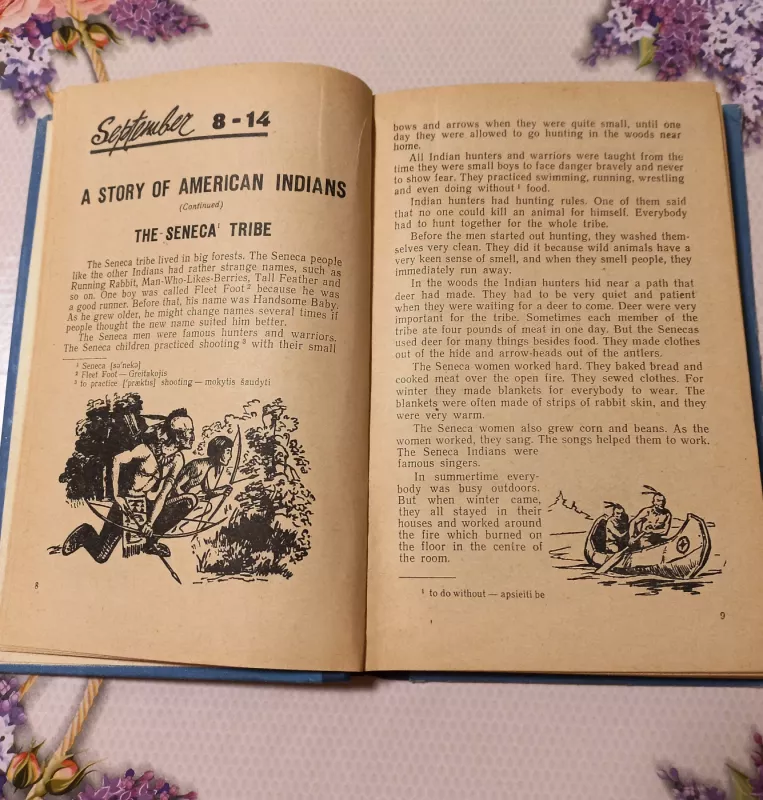 September 8-14
A STORY OF AMERICAN INDIANS
(Continued)
THE SENECA¹ TRIBE
The Seneca tribe lived in big forests. The Seneca people
like the other Indians had rather strange names, such as
Running Rabbit, Man-Who-Likes-Berries, Tall Feather and
so on. One boy was called Fleet Foot² because he was
a good runner. Before that, his name was Handsome Baby.
As he grew older, he might change names several times if
people thought the new name suited him better.
The Seneca men were famous hunters and warriors.
The Seneca children practiced shooting³ with their small
¹ Seneca [sə'nekə]
² Fleet Foot — Greitakojis
³ to practice ['præktɪs] shooting — mokytis šaudyti
8
bows and arrows when they were quite small, until one
day they were allowed to go hunting in the woods near
home.
All Indian hunters and warriors were taught from the
time they were small boys to face danger bravely and never
to show fear. They practiced swimming, running, wrestling
and even doing without¹ food.
Indian hunters had hunting rules. One of them said
that no one could kill an animal for himself. Everybody
had to hunt together for the whole tribe.
Before the men started out hunting, they washed them-
selves very clean. They did it because wild animals have a
very keen sense of smell, and when they smell people, they
immediately run away.
In the woods the Indian hunters hid near a path that
deer had made. They had to be very quiet and patient
when they were waiting for a deer to come. Deer were very
important for the tribe. Sometimes each member of the
tribe ate four pounds of meat in one day. But the Senecas
used deer for many things besides food. They made clothes
out of the hide and arrow-heads out of the antlers.
The Seneca women worked hard. They baked bread and
cooked meat over the open fire. They sewed clothes. For
winter they made blankets for everybody to wear. The
blankets were often made of strips of rabbit skin, and they
were very warm.
The Seneca women also grew corn and beans. As the
women worked, they sang. The songs helped them to work.
The Seneca Indians were
famous singers.
In summertime every-
body was busy outdoors.
But when winter came,
they all stayed in their
houses and worked around
the fire which burned on
the floor in the centre of
the room.
¹ to do without — apsieiti be
9